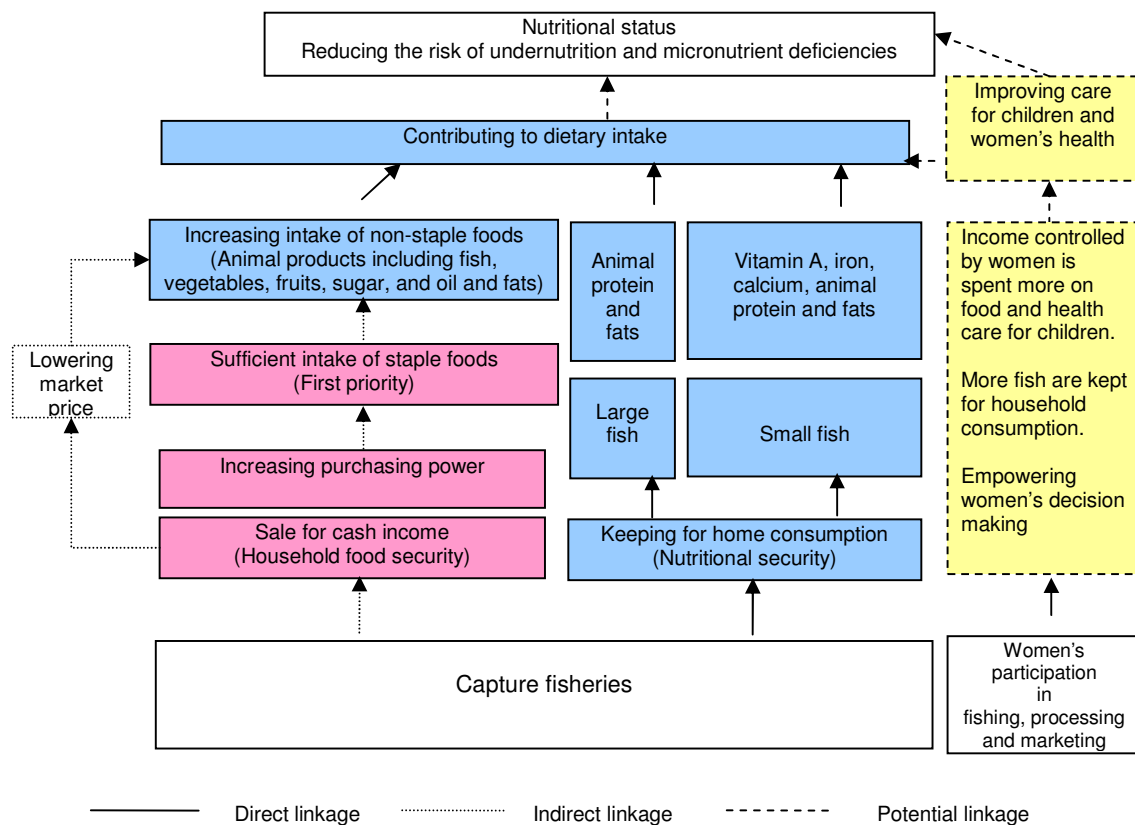 Nutritional status
Reducing the risk of undernutrition and micronutrient deficiencies
Improving care
for children and
women's health
Contributing to dietary intake
Increasing intake of non-staple foods
(Animal products including fish,
vegetables, fruits, sugar, and oil and fats)
Animal
protein
and
fats
Vitamin A, iron,
calcium, animal
protein and fats
Income controlled
by women is
spent more on
food and health
care for children.
More fish are kept
for household
consumption.
Empowering
women's decision
making
Lowering
market
price
Sufficient intake of staple foods
(First priority)
Large
fish
Small fish
Increasing purchasing power
Sale for cash income
(Household food security)
Keeping for home consumption
(Nutritional security)
Capture fisheries
Women's
participation
in
fishing, processing
and marketing
Direct linkage
Indirect linkage
Potential linkage